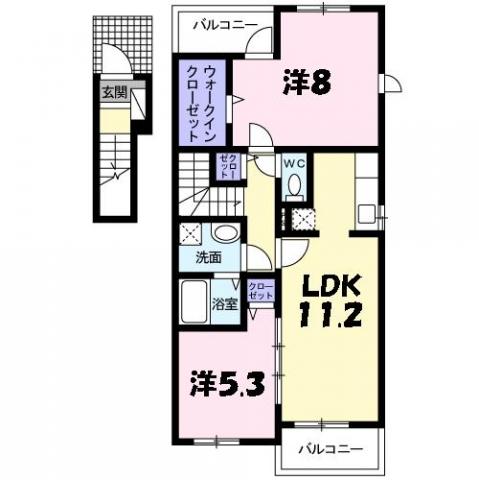 バルコニー
玄関
ウォークイン
クローゼット
洋8
クロー
ゼット
WC
洗面
LDK
11.2
浴室
クロー
ゼット
洋5.3
バルコニー